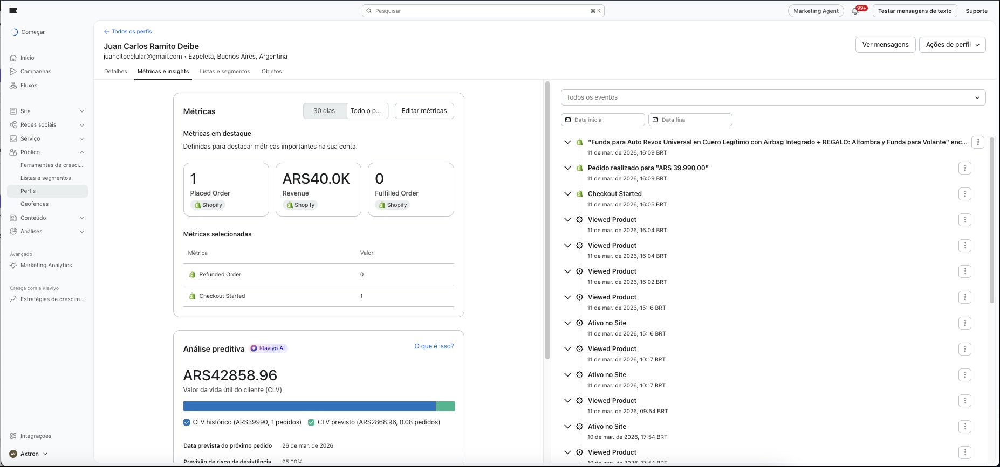 Pesquisar
⌘ K
Marketing Agent
99+
Testar mensagens de texto
Suporte
Começar
Início
Campanhas
Fluxos
Site
Redes sociais
Serviço
Público
Ferramentas de cresci...
Listas e segmentos
Perfis
Geofences
Conteúdo
Análises
Avançado
Marketing Analytics
Cresça com a Klaviyo
Estratégias de crescim...
Integrações
AX
Axtron
← Todos os perfis
Juan Carlos Ramito Deibe
juancitocelular@gmail.com • Ezpeleta, Buenos Aires, Argentina
Ver mensagens
Ações de perfil
Detalhes
Métricas e insights
Listas e segmentos
Objetos
Métricas
30 dias
Todo o p...
Editar métricas
Métricas em destaque
Definidas para destacar métricas importantes na sua conta.
1
Placed Order
Shopify
ARS40.0K
Revenue
Shopify
0
Fulfilled Order
Shopify
Métricas selecionadas
Métrica Valor
Refunded Order 0
Checkout Started 1
Análise preditiva
Klaviyo AI
O que é isso?
ARS42858.96
Valor da vida útil do cliente (CLV)
CLV histórico (ARS39990, 1 pedidos)
CLV previsto (ARS2868.96, 0.08 pedidos)
Data prevista do próximo pedido 26 de mar. de 2026
Previsão de risco de desistência 95.00%
Todos os eventos
Data inicial
Data final
"Funda para Auto Revox Universal en Cuero Legítimo con Airbag Integrado + REGALO: Alfombra y Funda para Volante" enc...
11 de mar. de 2026, 16:09 BRT
Pedido realizado para "ARS 39.990,00"
11 de mar. de 2026, 16:09 BRT
Checkout Started
11 de mar. de 2026, 16:05 BRT
Viewed Product
11 de mar. de 2026, 16:04 BRT
Viewed Product
11 de mar. de 2026, 16:04 BRT
Viewed Product
11 de mar. de 2026, 16:02 BRT
Viewed Product
11 de mar. de 2026, 15:16 BRT
Ativo no Site
11 de mar. de 2026, 15:16 BRT
Viewed Product
11 de mar. de 2026, 10:17 BRT
Ativo no Site
11 de mar. de 2026, 10:17 BRT
Viewed Product
11 de mar. de 2026, 09:54 BRT
Ativo no Site
10 de mar. de 2026, 17:54 BRT
Viewed Product
10 de mar. de 2026, 17:54 BRT